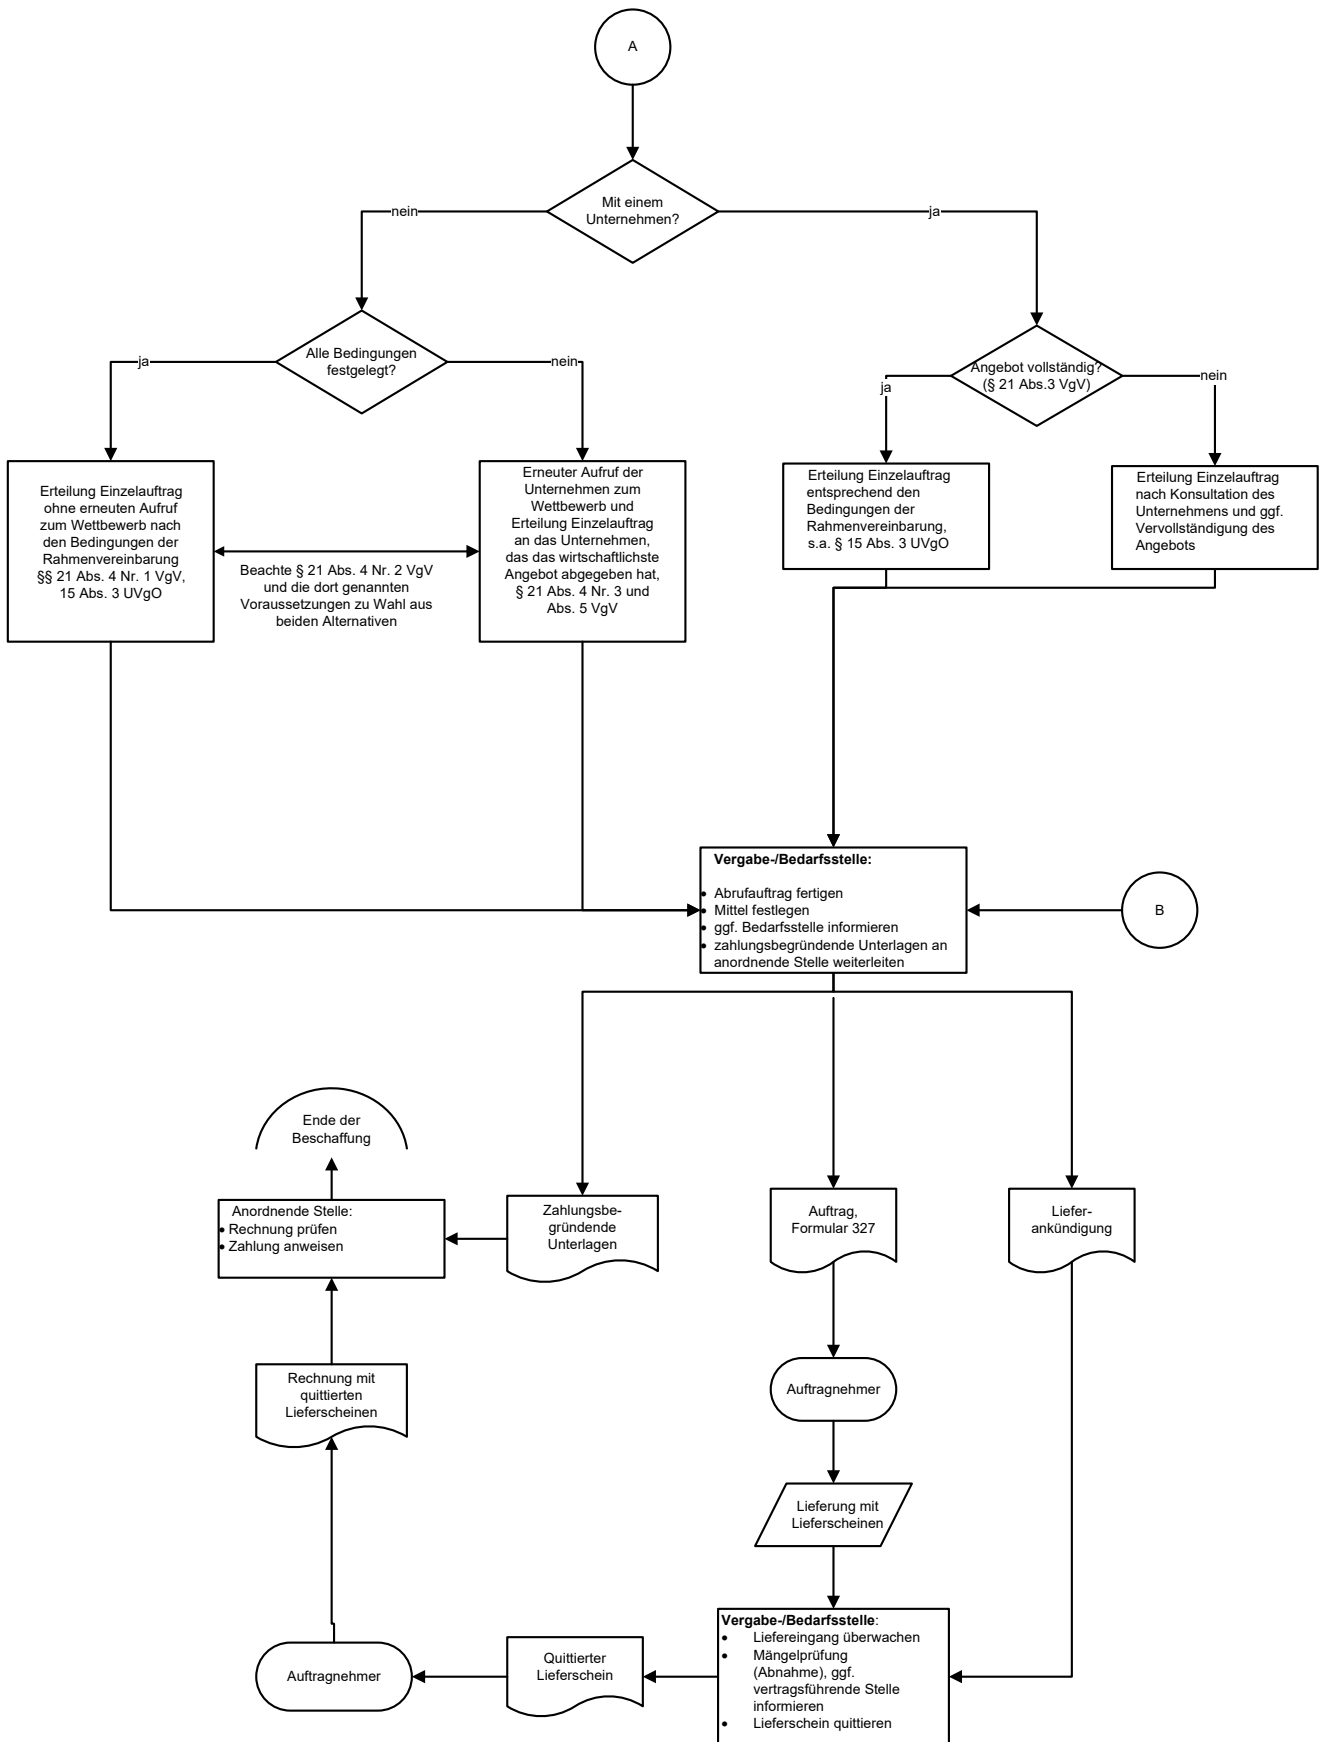 A
Mit einem
Unternehmen?
nein
ja
Alle Bedingungen
festgelegt?
ja
nein
Angebot vollständig?
(§ 21 Abs.3 VgV)
ja
nein
Erteilung Einzelauftrag
ohne erneuten Aufruf
zum Wettbewerb nach
den Bedingungen der
Rahmenvereinbarung
§§ 21 Abs. 4 Nr. 1 VgV,
15 Abs. 3 UVgO
Beachte § 21 Abs. 4 Nr. 2 VgV
und die dort genannten
Voraussetzungen zu Wahl aus
beiden Alternativen
Erneuter Aufruf der
Unternehmen zum
Wettbewerb und
Erteilung Einzelauftrag
an das Unternehmen,
das das wirtschaftlichste
Angebot abgegeben hat,
§ 21 Abs. 4 Nr. 3 und
Abs. 5 VgV
Erteilung Einzelauftrag
entsprechend den
Bedingungen der
Rahmenvereinbarung,
s.a. § 15 Abs. 3 UVgO
Erteilung Einzelauftrag
nach Konsultation des
Unternehmens und ggf.
Vervollständigung des
Angebots
Vergabe-/Bedarfsstelle:
• Abrufauftrag fertigen
• Mittel festlegen
• ggf. Bedarfsstelle informieren
• zahlungsbegründende Unterlagen an
anordnende Stelle weiterleiten
B
Ende der
Beschaffung
Anordnende Stelle:
• Rechnung prüfen
• Zahlung anweisen
Zahlungsbe-
gründende
Unterlagen
Auftrag,
Formular 327
Liefer-
ankündigung
Rechnung mit
quittierten
Lieferscheinen
Auftragnehmer
Lieferung mit
Lieferscheinen
Vergabe-/Bedarfsstelle:
• Liefereingang überwachen
• Mängelprüfung
(Abnahme), ggf.
vertragsführende Stelle
informieren
• Lieferschein quittieren
Quittierter
Lieferschein
Auftragnehmer